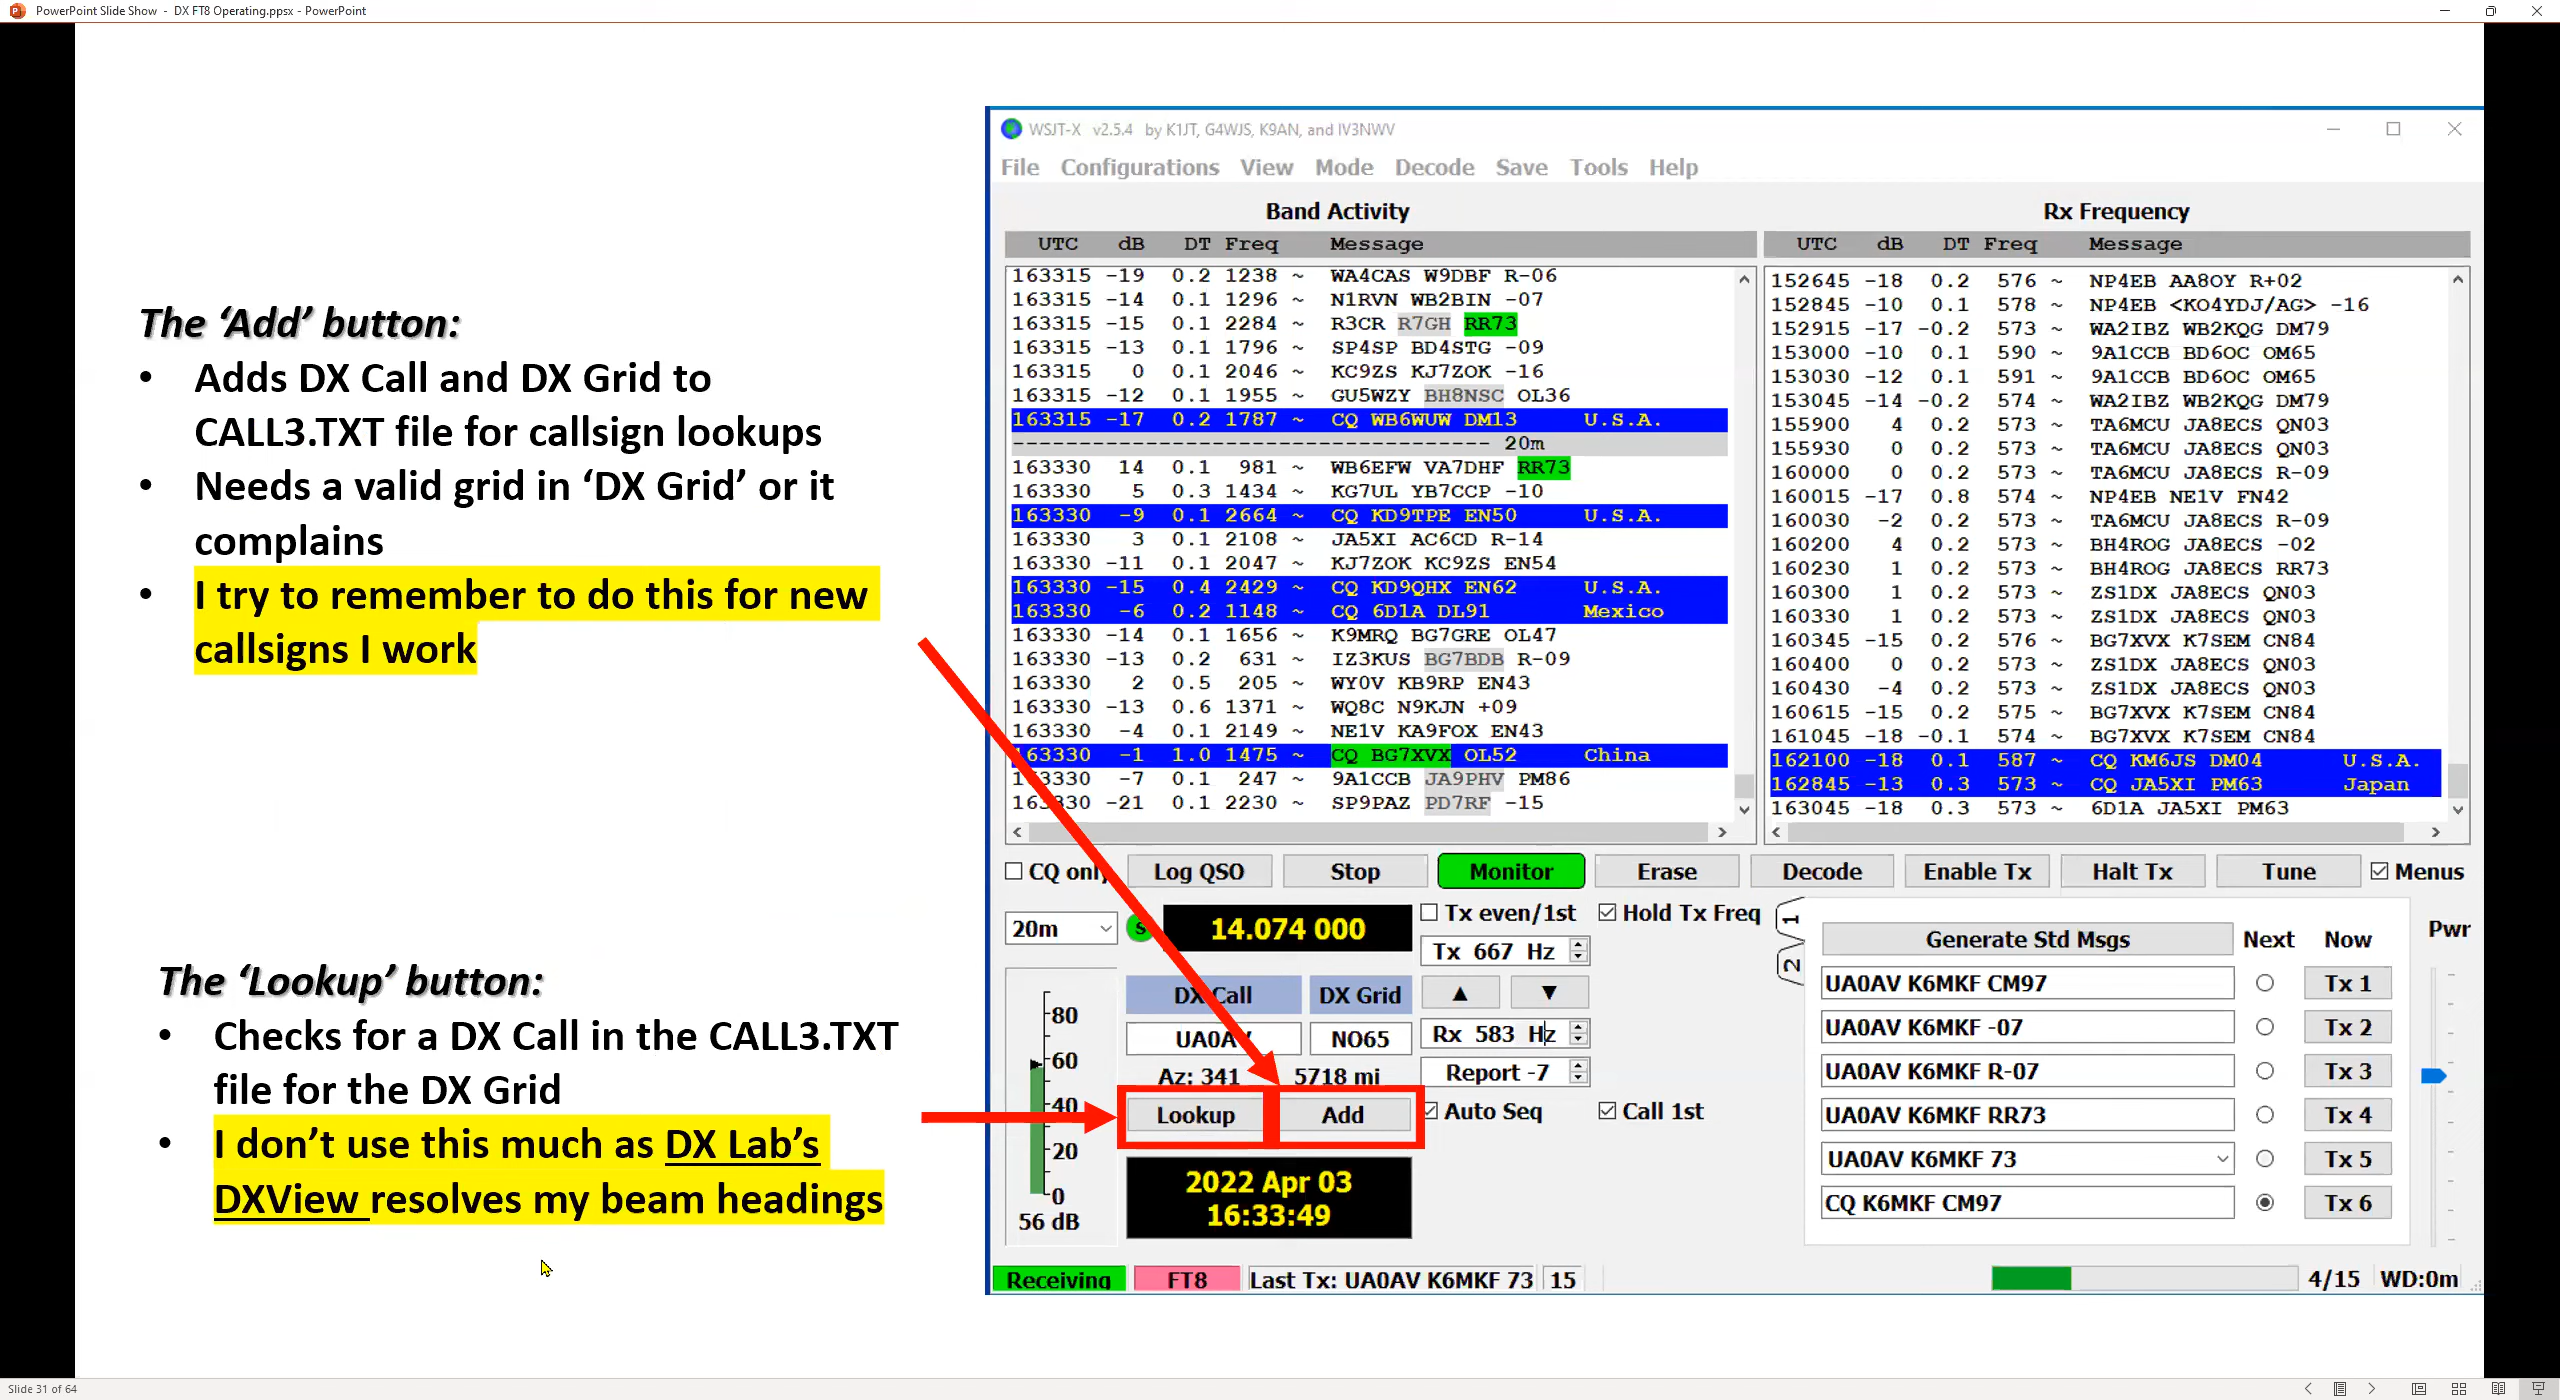 PowerPoint Slide Show - DX FT8 Operating.ppsx - PowerPoint
The ‘Add’ button:
• Adds DX Call and DX Grid to
CALL3.TXT file for callsign lookups
• Needs a valid grid in ‘DX Grid’ or it
complains
• I try to remember to do this for new
callsigns I work
The ‘Lookup’ button:
• Checks for a DX Call in the CALL3.TXT
file for the DX Grid
• I don’t use this much as DX Lab’s
DXView resolves my beam headings
WSJT-X v2.5.4 by K1JT, G4WJS, K9AN, and IV3NWV
File Configurations View Mode Decode Save Tools Help
Band Activity
UTC dB DT Freq Message
163315 -19 0.2 1238 ~ WA4CAS W9DBF R-06
163315 -14 0.1 1296 ~ N1RVN WB2BIN -07
163315 -15 0.1 2284 ~ R3CR R7GH RR73
163315 -13 0.1 1796 ~ SP4SP BD4STG -09
163315 0 0.1 2046 ~ KC9ZS KJ7ZOK -16
163315 -12 0.1 1955 ~ GU5WZY BH8NSC OL36
163315 -17 0.2 1787 ~ CQ WB6WUW DM13 U.S.A.
------------------------------------ 20m
163330 14 0.1 981 ~ WB6EFW VA7DHF RR73
163330 5 0.3 1434 ~ KG7UL YB7CCP -10
163330 -9 0.1 2664 ~ CQ KD9TPE EN50 U.S.A.
163330 3 0.1 2108 ~ JA5XI AC6CD R-14
163330 -11 0.1 2047 ~ KJ7ZOK KC9ZS EN54
163330 -15 0.4 2429 ~ CQ KD9QHX EN62 U.S.A.
163330 -6 0.2 1148 ~ CQ 6D1A DL91 Mexico
163330 -14 0.1 1656 ~ K9MRQ BG7GRE OL47
163330 -13 0.2 631 ~ IZ3KUS BG7BDB R-09
163330 2 0.5 205 ~ WY0V KB9RP EN43
163330 -13 0.6 1371 ~ WQ8C N9KJN +09
163330 -4 0.1 2149 ~ NE1V KA9FOX EN43
163330 -1 1.0 1475 ~ CQ BG7XVX OL52 China
163330 -7 0.1 247 ~ 9A1CCB JA9PHV PM86
163330 -21 0.1 2230 ~ SP9PAZ PD7RF -15
Rx Frequency
UTC dB DT Freq Message
152645 -18 0.2 576 ~ NP4EB AA8OY R+02
152845 -10 0.1 578 ~ NP4EB <KO4YDJ/AG> -16
152915 -17 -0.2 573 ~ WA2IBZ WB2KQG DM79
153000 -10 0.1 590 ~ 9A1CCB BD6OC OM65
153030 -12 0.1 591 ~ 9A1CCB BD6OC OM65
153045 -14 -0.2 574 ~ WA2IBZ WB2KQG DM79
155900 4 0.2 573 ~ TA6MCU JA8ECS QN03
155930 0 0.2 573 ~ TA6MCU JA8ECS QN03
160000 0 0.2 573 ~ TA6MCU JA8ECS R-09
160015 -17 0.8 574 ~ NP4EB NE1V FN42
160030 -2 0.2 573 ~ TA6MCU JA8ECS R-09
160200 4 0.2 573 ~ BH4ROG JA8ECS -02
160230 1 0.2 573 ~ BH4ROG JA8ECS RR73
160300 1 0.2 573 ~ ZS1DX JA8ECS QN03
160330 1 0.2 573 ~ ZS1DX JA8ECS QN03
160345 -15 0.2 576 ~ BG7XVX K7SEM CN84
160400 0 0.2 573 ~ ZS1DX JA8ECS QN03
160430 -4 0.2 573 ~ ZS1DX JA8ECS QN03
160615 -15 0.2 575 ~ BG7XVX K7SEM CN84
161045 -18 -0.1 574 ~ BG7XVX K7SEM CN84
162100 -18 0.1 587 ~ CQ KM6JS DM04 U.S.A.
162845 -13 0.3 573 ~ CQ JA5XI PM63 Japan
163045 -18 0.3 573 ~ 6D1A JA5XI PM63
CQ only Log QSO Stop Monitor Erase Decode Enable Tx Halt Tx Tune Menus
20m S 14.074 000
Tx even/1st Hold Tx Freq
Tx 667 Hz
DX Call DX Grid
UA0AV NO65
Rx 583 Hz
Az: 341 5718 mi
Report -7
Lookup Add
Auto Seq Call 1st
80
60
40
20
0
56 dB
2022 Apr 03
16:33:49
1
2
Generate Std Msgs Next Now Pwr
UA0AV K6MKF CM97 Tx 1
UA0AV K6MKF -07 Tx 2
UA0AV K6MKF R-07 Tx 3
UA0AV K6MKF RR73 Tx 4
UA0AV K6MKF 73 Tx 5
CQ K6MKF CM97 Tx 6
Receiving FT8 Last Tx: UA0AV K6MKF 73 15 4/15 WD:0m
Slide 31 of 64